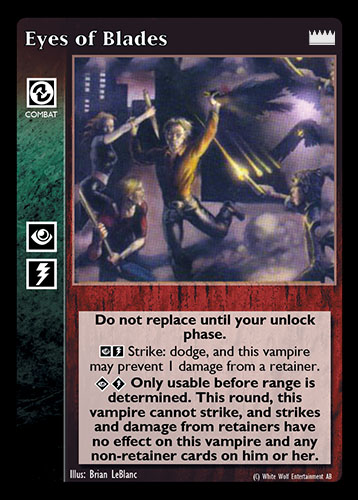 Eyes of Blades
COMBAT
Do not replace until your unlock
phase.
Strike: dodge, and this vampire
may prevent 1 damage from a retainer.
Only usable before range is
determined. This round, this
vampire cannot strike, and strikes
and damage from retainers have
no effect on this vampire and any
non-retainer cards on him or her.
Illus: Brian LeBlanc
(C) White Wolf Entertainment AB